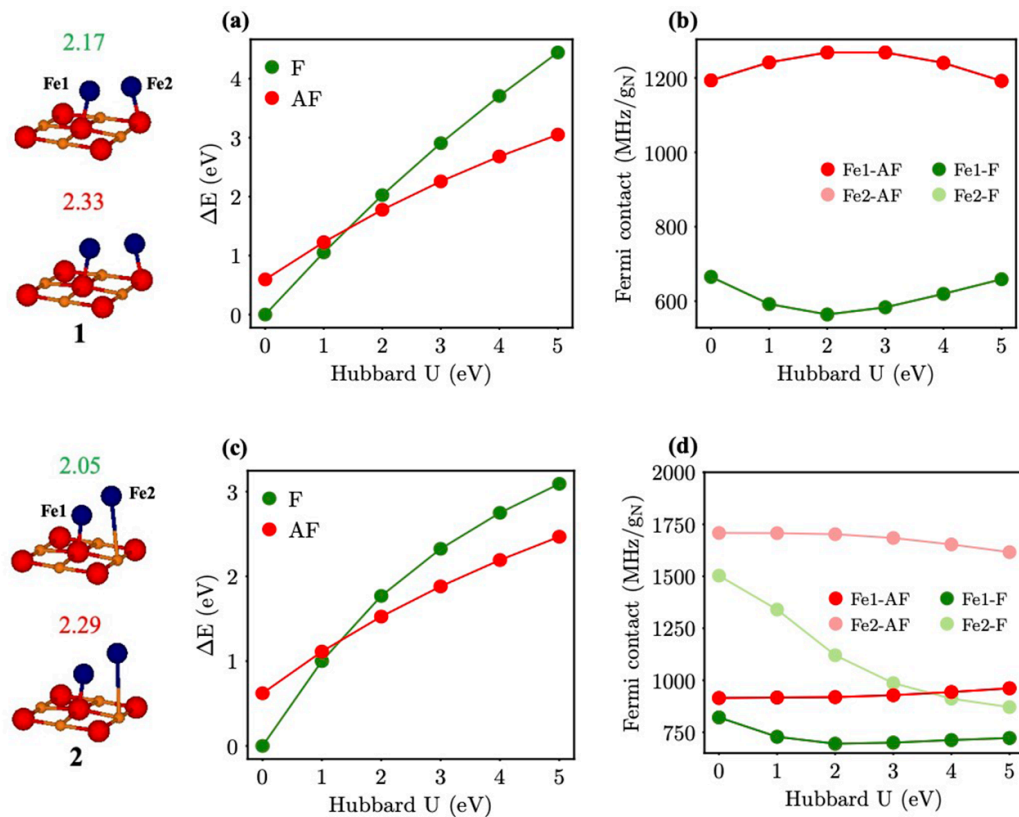 2.17
Fe1
Fe2
2.33
1
(a)
F
AF
ΔE (eV)
4
3
2
1
0
0 1 2 3 4 5
Hubbard U (eV)
(b)
Fermi contact (MHz/gN)
1200
1000
800
600
Fe1-AF Fe1-F
Fe2-AF Fe2-F
0 1 2 3 4 5
Hubbard U (eV)
2.05
Fe1
Fe2
2.29
2
(c)
F
AF
ΔE (eV)
3
2
1
0
0 1 2 3 4 5
Hubbard U (eV)
(d)
Fermi contact (MHz/gN)
2000
1750
1500
1250
1000
750
Fe1-AF Fe1-F
Fe2-AF Fe2-F
0 1 2 3 4 5
Hubbard U (eV)